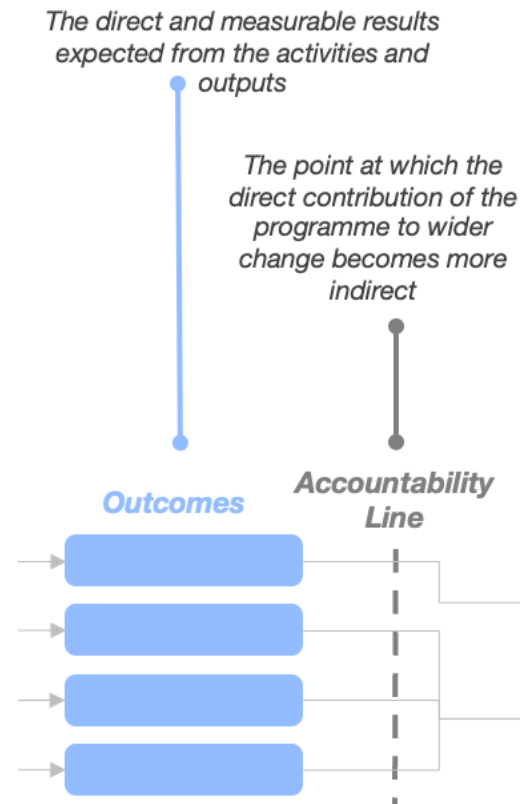 The direct and measurable results
expected from the activities and
outputs
The point at which the
direct contribution of the
programme to wider
change becomes more
indirect
Outcomes
Accountability
Line